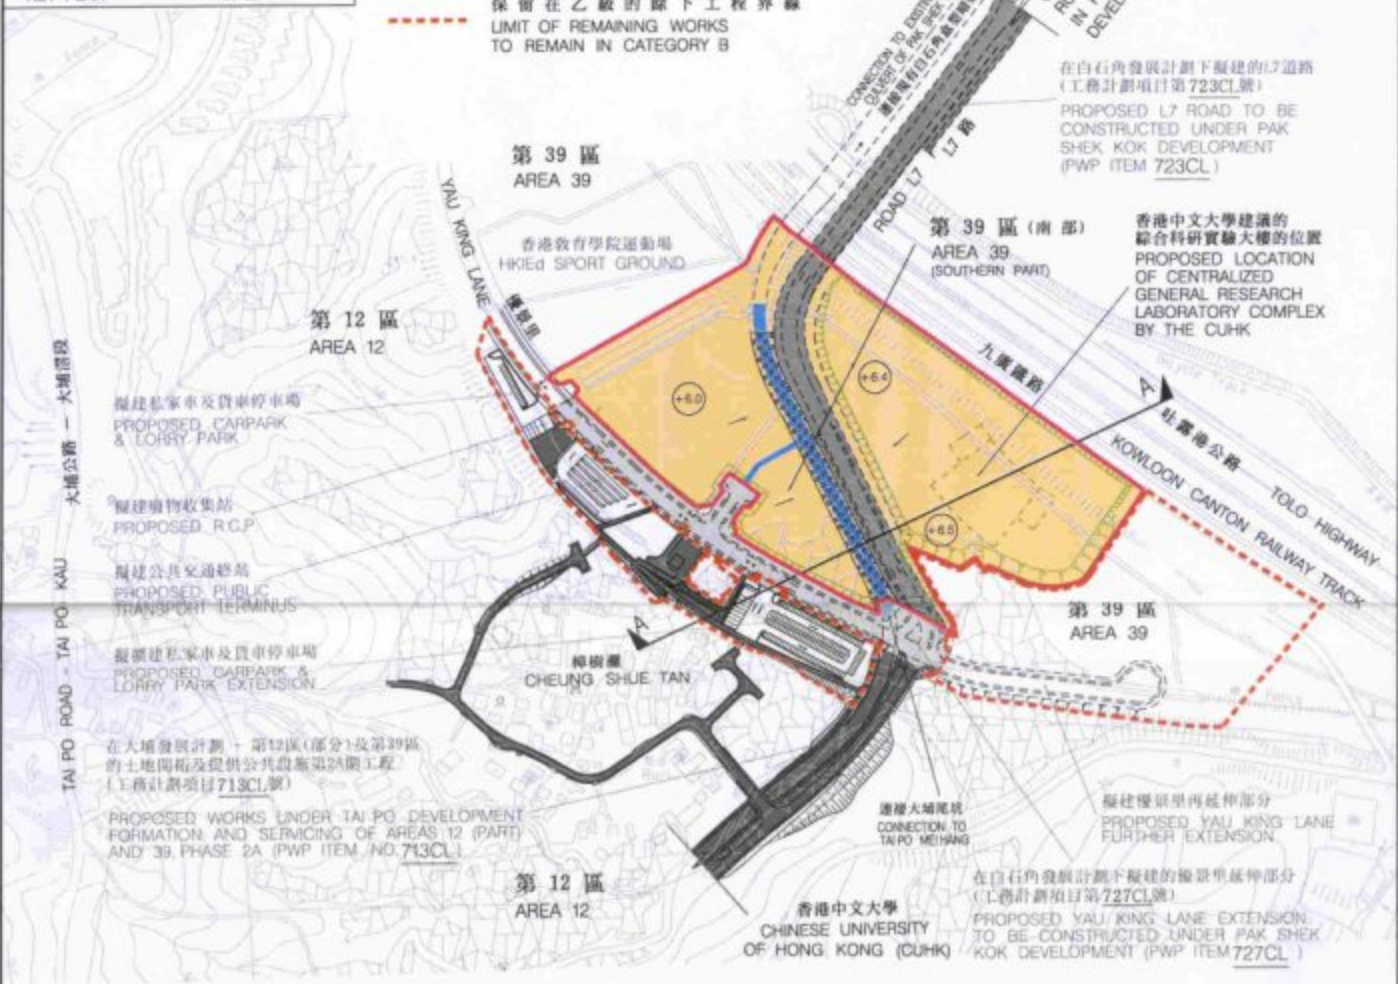 保留在乙級的餘下工程界線
LIMIT OF REMAINING WORKS
TO REMAIN IN CATEGORY B
CONNECTION TO
CULVERT OF PAK SHEK
在白石角發展計劃下擬建的L7道路
(工務計劃項目第723CL號)
PROPOSED L7 ROAD TO BE
CONSTRUCTED UNDER PAK
SHEK KOK DEVELOPMENT
(PWP ITEM 723CL)
L7 路
ROAD L7
第 39 區
AREA 39
YAU KING LANE
優景里
香港教育學院運動場
HKIEd SPORT GROUND
第 39 區 (南部)
AREA 39
(SOUTHERN PART)
香港中文大學建議的
綜合科研實驗大樓的位置
PROPOSED LOCATION
OF CENTRALIZED
GENERAL RESEARCH
LABORATORY COMPLEX
BY THE CUHK
第 12 區
AREA 12
九廣鐵路
+6.4
+6.0
A
吐露港公路
KOWLOON CANTON RAILWAY TRACK
TOLO HIGHWAY
大埔公路 — 大埔滘段
TAI PO ROAD - TAI PO KAU
擬建私家車及貨車停車場
PROPOSED CARPARK
& LORRY PARK
擬建廢物收集站
PROPOSED R.C.P
+6.5
擬建公共交通總站
PROPOSED PUBLIC
TRANSPORT TERMINUS
第 39 區
AREA 39
A
擬擴建私家車及貨車停車場
PROPOSED CARPARK &
LORRY PARK EXTENSION
樟樹灘
CHEUNG SHUE TAN
在大埔發展計劃 - 第12區(部分)及第39區
的土地開拓及提供公共設施第2A期工程
(工務計劃項目713CL號)
PROPOSED WORKS UNDER TAI PO DEVELOPMENT
FORMATION AND SERVICING OF AREAS 12 (PART)
AND 39, PHASE 2A (PWP ITEM NO. 713CL)
連接大埔尾坑
CONNECTION TO
TAI PO MEI HANG
擬建優景里再延伸部分
PROPOSED YAU KING LANE
FURTHER EXTENSION
第 12 區
AREA 12
香港中文大學
CHINESE UNIVERSITY
OF HONG KONG (CUHK)
在白石角發展計劃下擬建的優景里延伸部分
(工務計劃項目第727CL號)
PROPOSED YAU KING LANE EXTENSION
TO BE CONSTRUCTED UNDER PAK SHEK
KOK DEVELOPMENT (PWP ITEM 727CL)